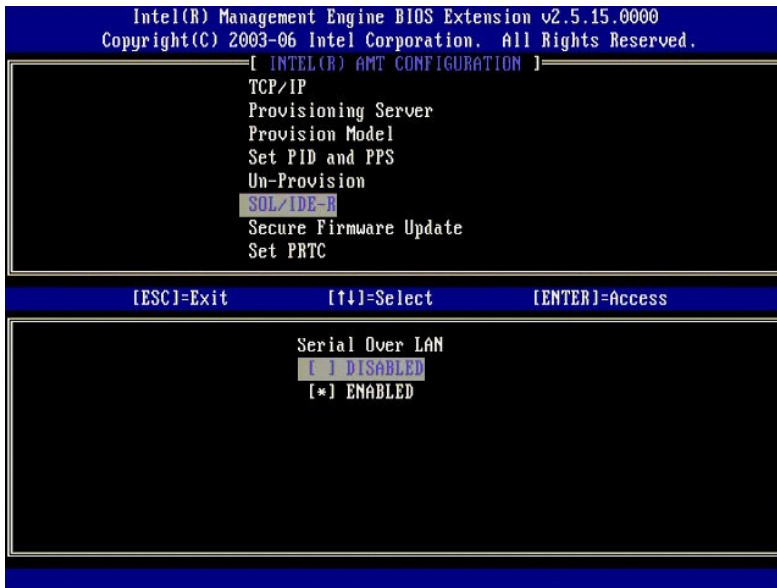 Intel(R) Management Engine BIOS Extension v2.5.15.0000
Copyright(C) 2003-06 Intel Corporation. All Rights Reserved.
[ INTEL(R) AMT CONFIGURATION ]
TCP/IP
Provisioning Server
Provision Model
Set PID and PPS
Un-Provision
SOL/IDE-R
Secure Firmware Update
Set PRTC
[ESC]=Exit [↑↓]=Select [ENTER]=Access
Serial Over LAN
[ ] DISABLED
[*] ENABLED